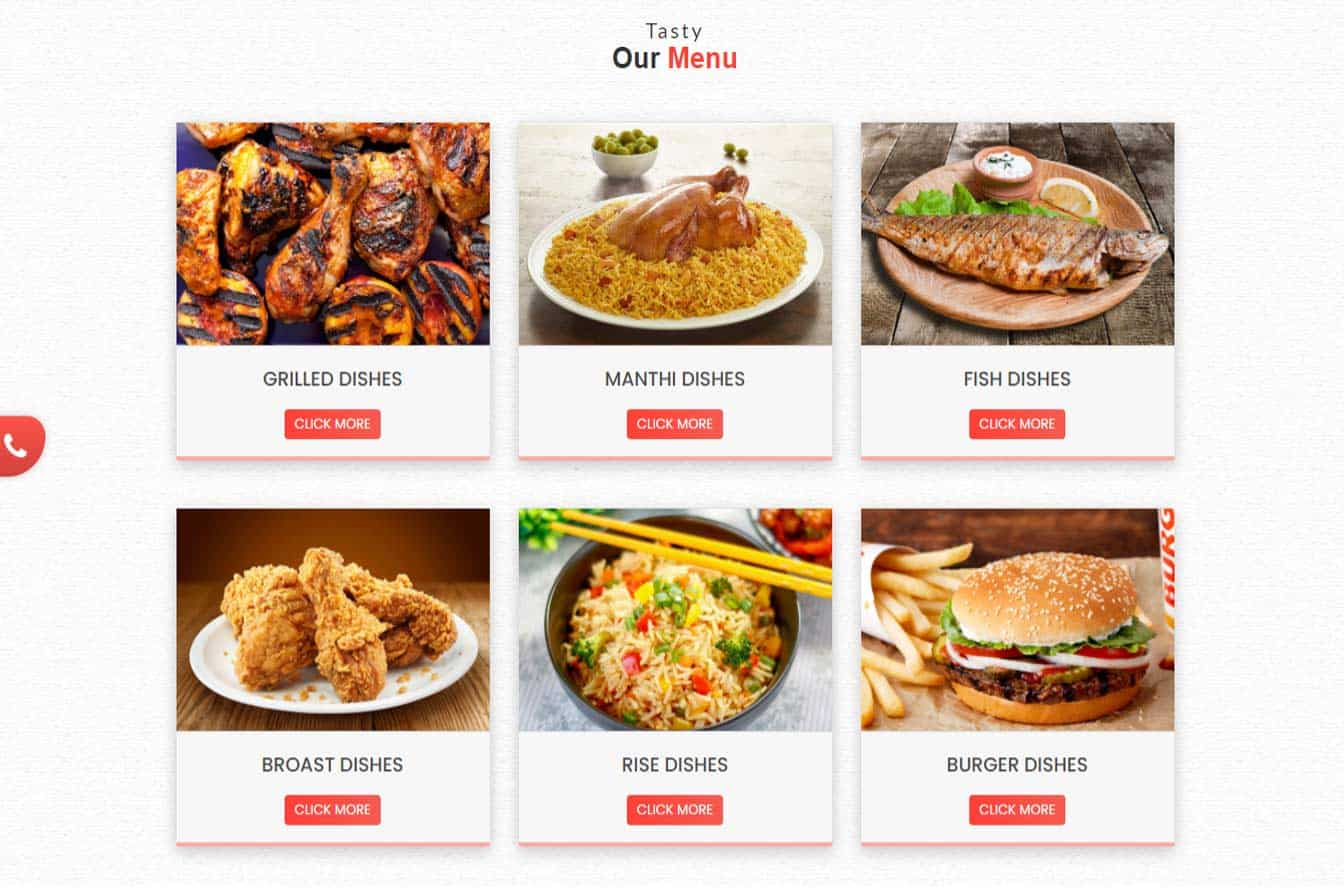 Tasty
Our Menu
GRILLED DISHES
MANTHI DISHES
FISH DISHES
CLICK MORE
CLICK MORE
CLICK MORE
BURG
BROAST DISHES
RISE DISHES
BURGER DISHES
CLICK MORE
CLICK MORE
CLICK MORE